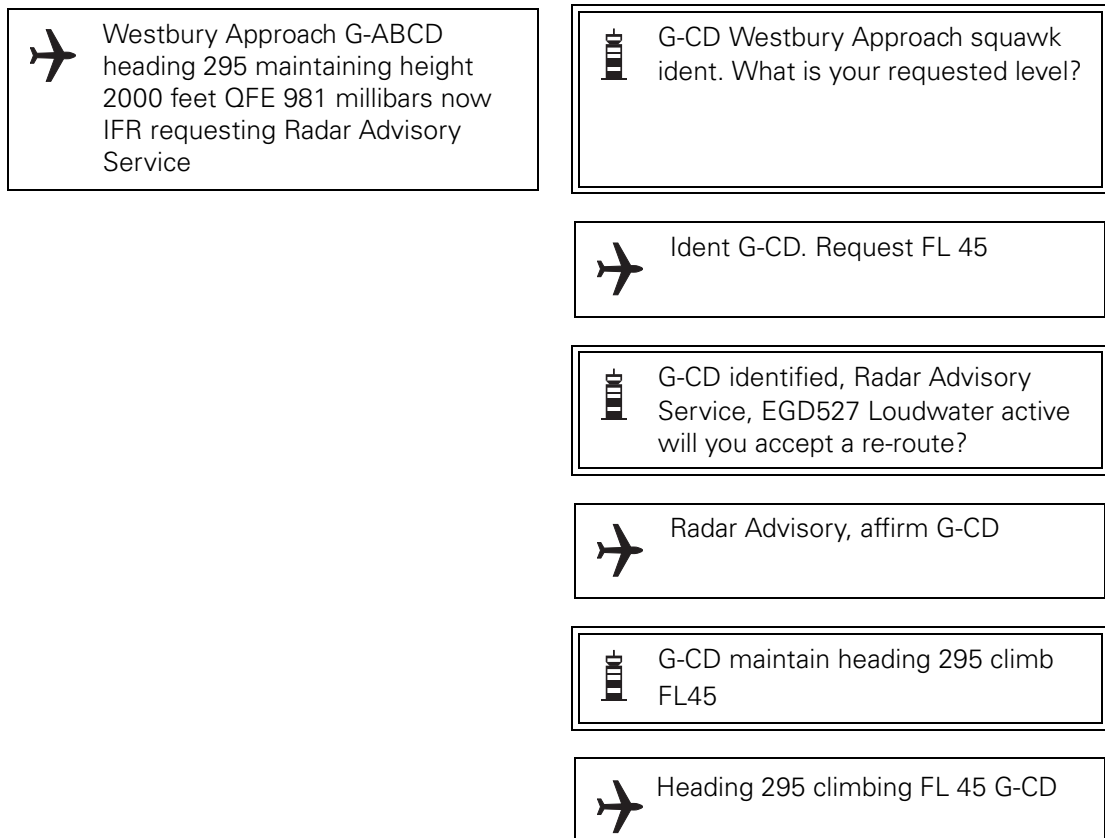 Westbury Approach G-ABCD
heading 295 maintaining height
2000 feet QFE 981 millibars now
IFR requesting Radar Advisory
Service
G-CD Westbury Approach squawk
ident. What is your requested level?
Ident G-CD. Request FL 45
G-CD identified, Radar Advisory
Service, EGD527 Loudwater active
will you accept a re-route?
Radar Advisory, affirm G-CD
G-CD maintain heading 295 climb
FL45
Heading 295 climbing FL 45 G-CD